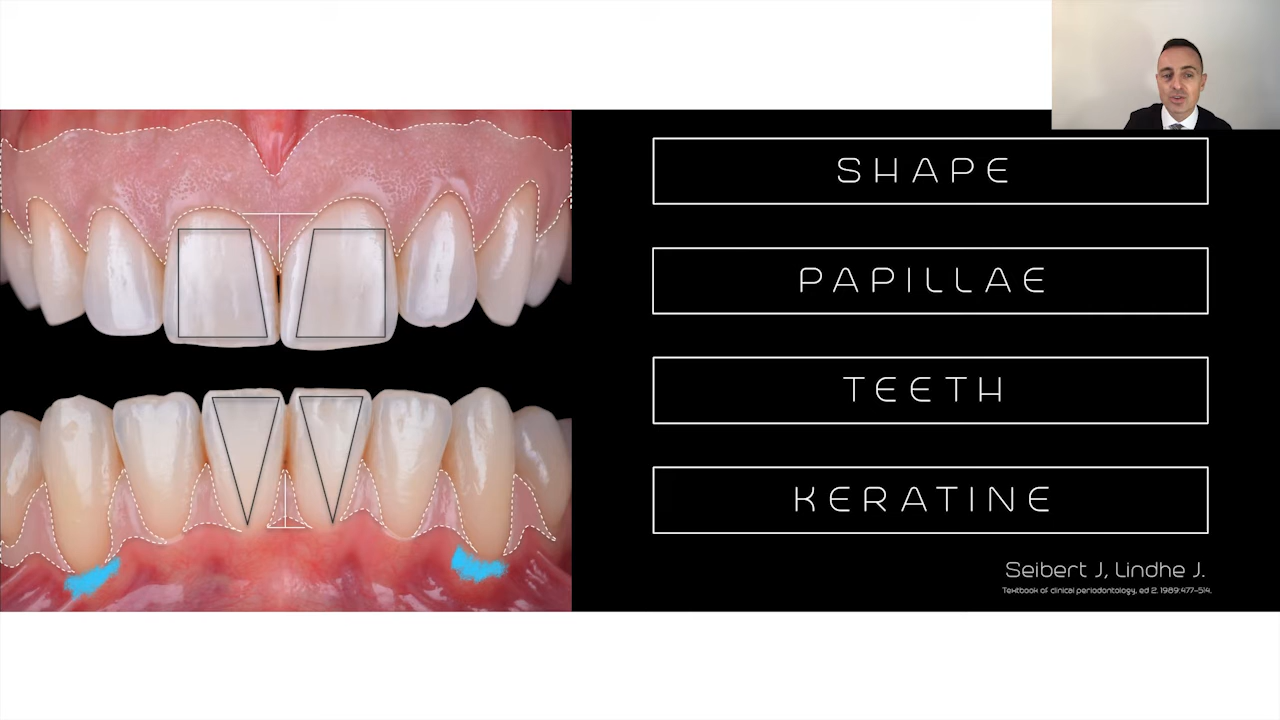 SHAPE
PAPILLAE
TEETH
KERATINE
Seibert J, Lindhe J.
Textbook of clinical periodontology, ed 2. 1989:477-514.